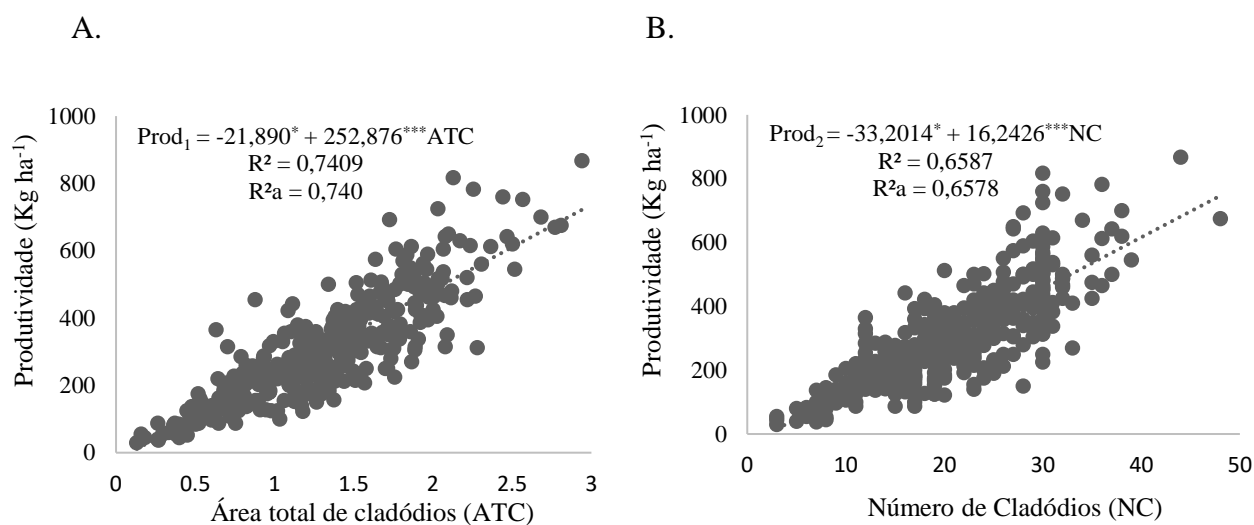 A.
Prod₁ = -21,890* + 252,876***ATC
R² = 0,7409
R²a = 0,740
Produtividade (Kg ha⁻¹)
1000
800
600
400
200
0
0 0.5 1 1.5 2 2.5 3
Área total de cladódios (ATC)
B.
Prod₂ = -33,2014* + 16,2426***NC
R² = 0,6587
R²a = 0,6578
Produtividade (Kg ha⁻¹)
1000
800
600
400
200
0
0 10 20 30 40 50
Número de Cladódios (NC)